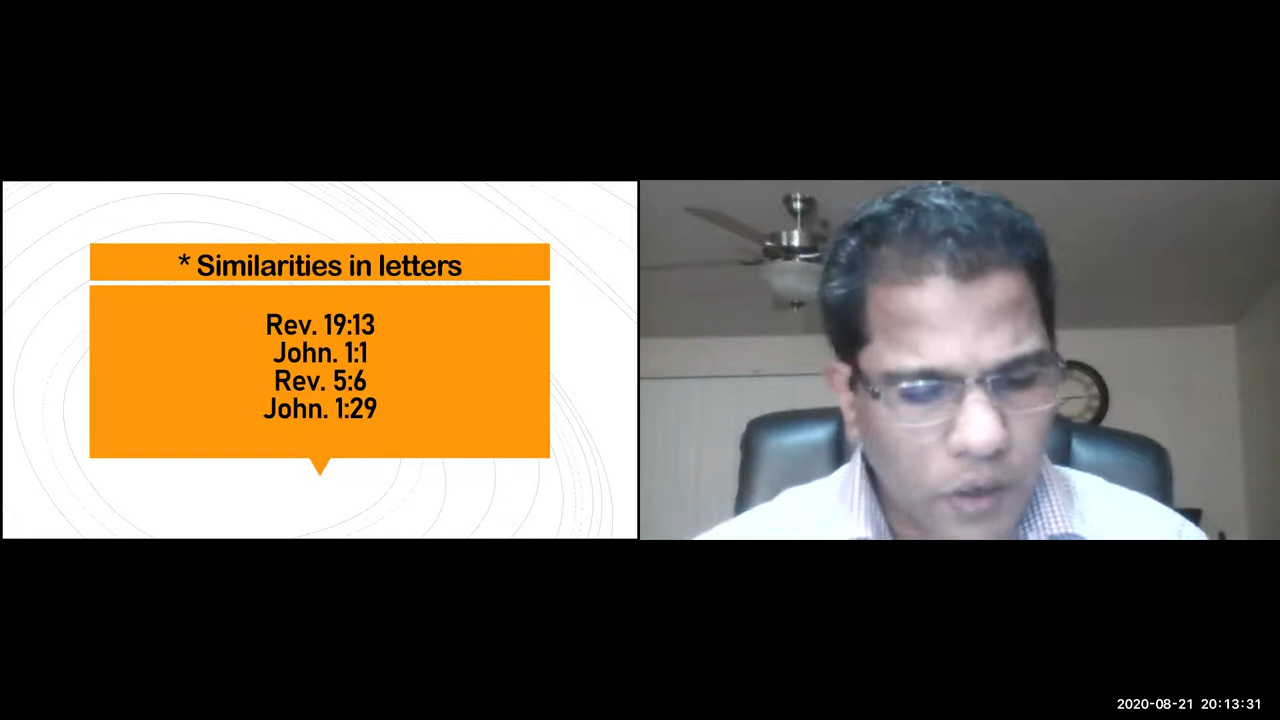 * Similarities in letters
Rev. 19:13
John. 1:1
Rev. 5:6
John. 1:29
2020-08-21 20:13:31